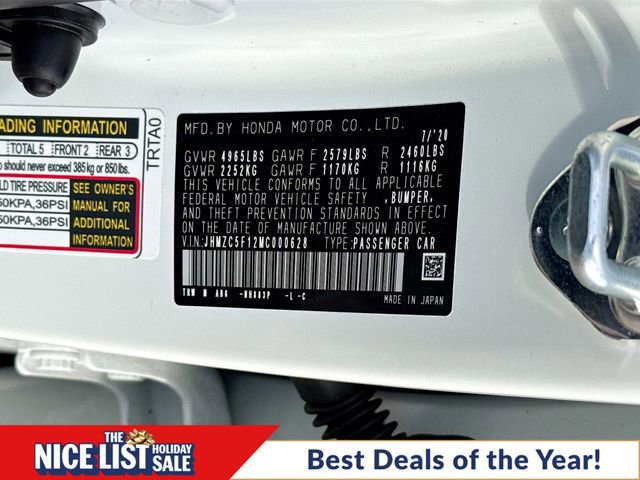 ADING INFORMATION
TOTAL 5 FRONT 2 REAR 3
o should never exceed 385 kg or 850 lbs.
LD TIRE PRESSURE
50KPA,36PSI
50KPA,36PSI
SEE OWNER'S
MANUAL FOR
ADDITIONAL
INFORMATION
TRTA0
MFD.BY HONDA MOTOR CO.,LTD.
7/'20
GVWR 4965LBS GAWR F 2579LBS R 2460LBS
GVWR 2252KG GAWR F 1170KG R 1116KG
THIS VEHICLE CONFORMS TO ALL APPLICABLE
FEDERAL MOTOR VEHICLE SAFETY ,BUMPER,
AND THEFT PREVENTION STANDARDS IN EFFECT
ON THE DATE OF MANUFACTURE SHOWN ABOVE.
V.I.N:JHMZC5F12MC000628 TYPE:PASSENGER CAR
TRW M AB6 -NH883P -L -C
MADE IN JAPAN
THE
NICE LIST HOLIDAY
SALE
Best Deals of the Year!